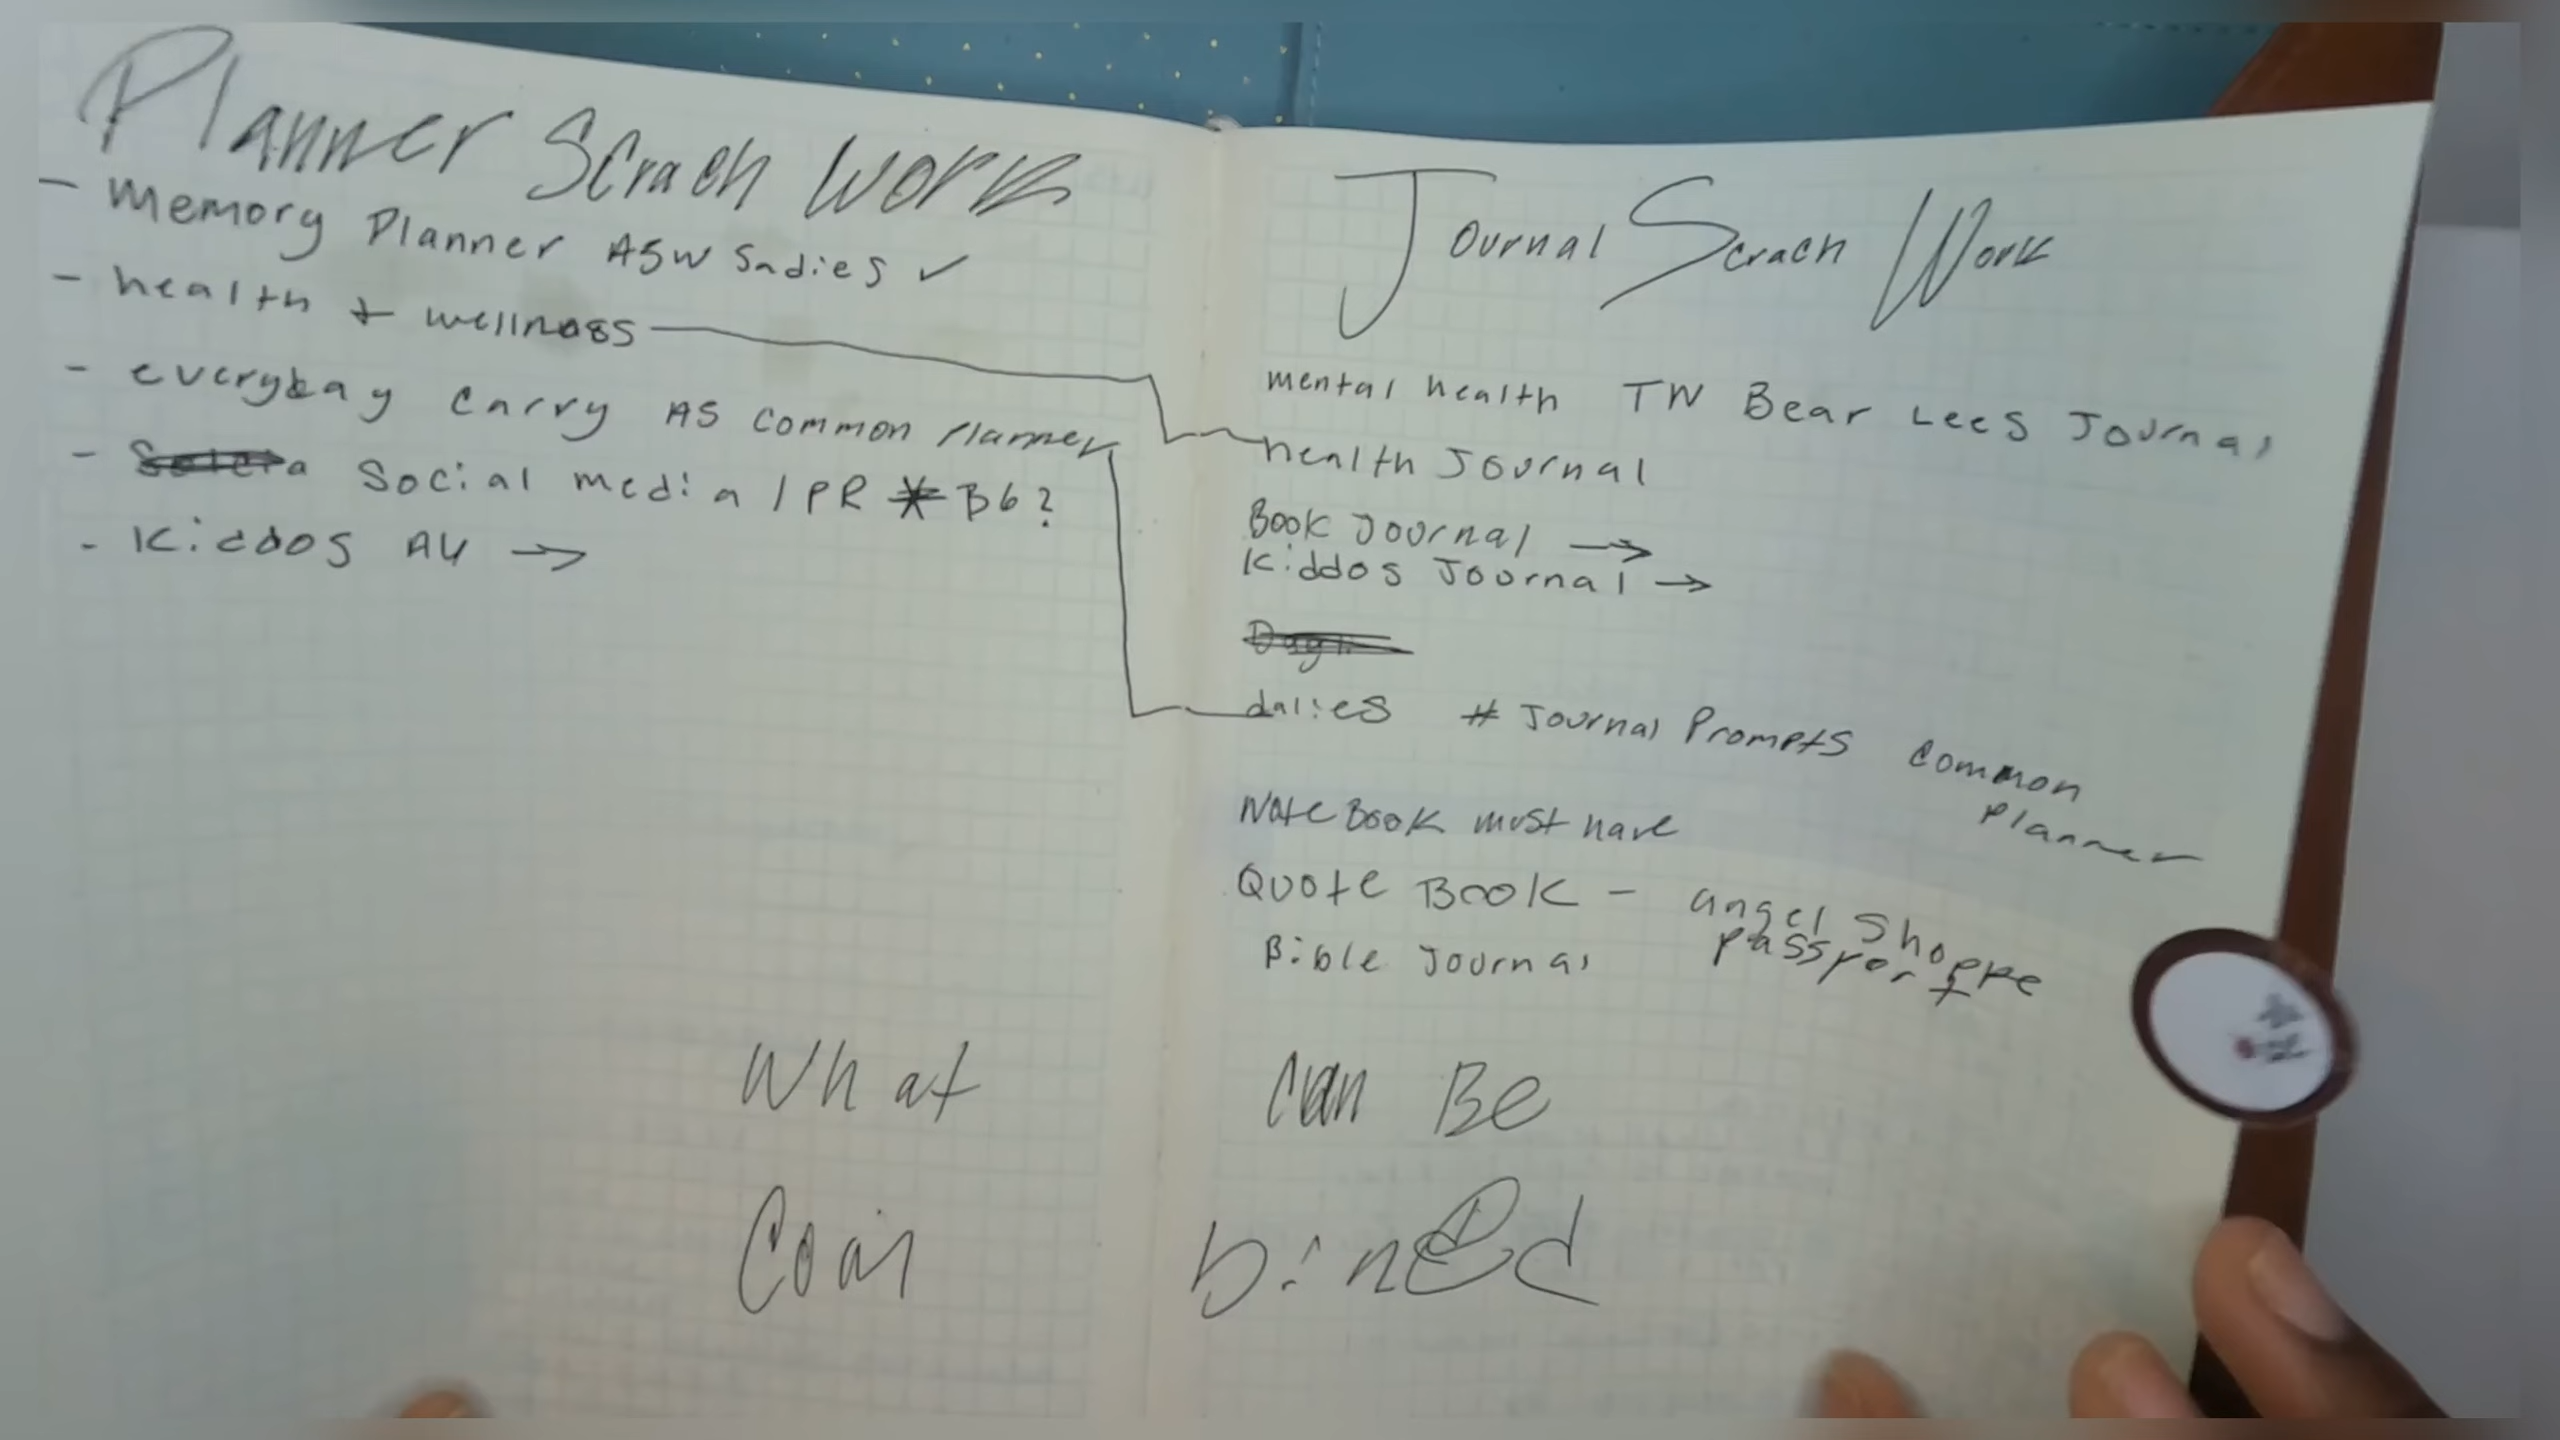 Planner Scrach Work
- Memory Planner A5W Sadies ✓
- health + wellness
- everyday carry A5 Common Planner
- Social media / PR * B6?
- Kiddos A4 →
Journal Scrach Work
mental health TN Bear Lees Journal
health Journal
Book Journal →
Kiddos Journal →
dalies # Journal Prompts Common
Planner
NoteBook must have
Quote Book - angel Shoppe
passport
Bible Journal
What can Be
Com bined